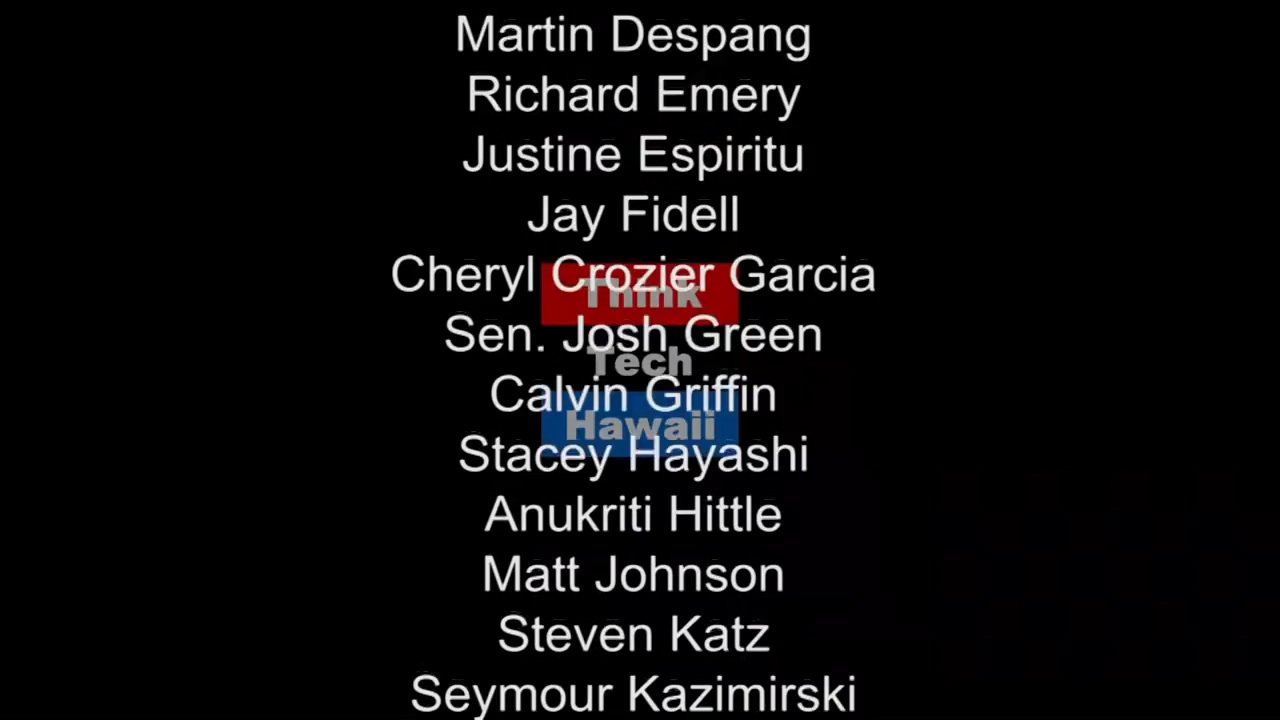 Martin Despang
Richard Emery
Justine Espiritu
Jay Fidell
Cheryl Crozier Garcia
Think
Sen. Josh Green
Tech
Calvin Griffin
Hawaii
Stacey Hayashi
Anukriti Hittle
Matt Johnson
Steven Katz
Seymour Kazimirski